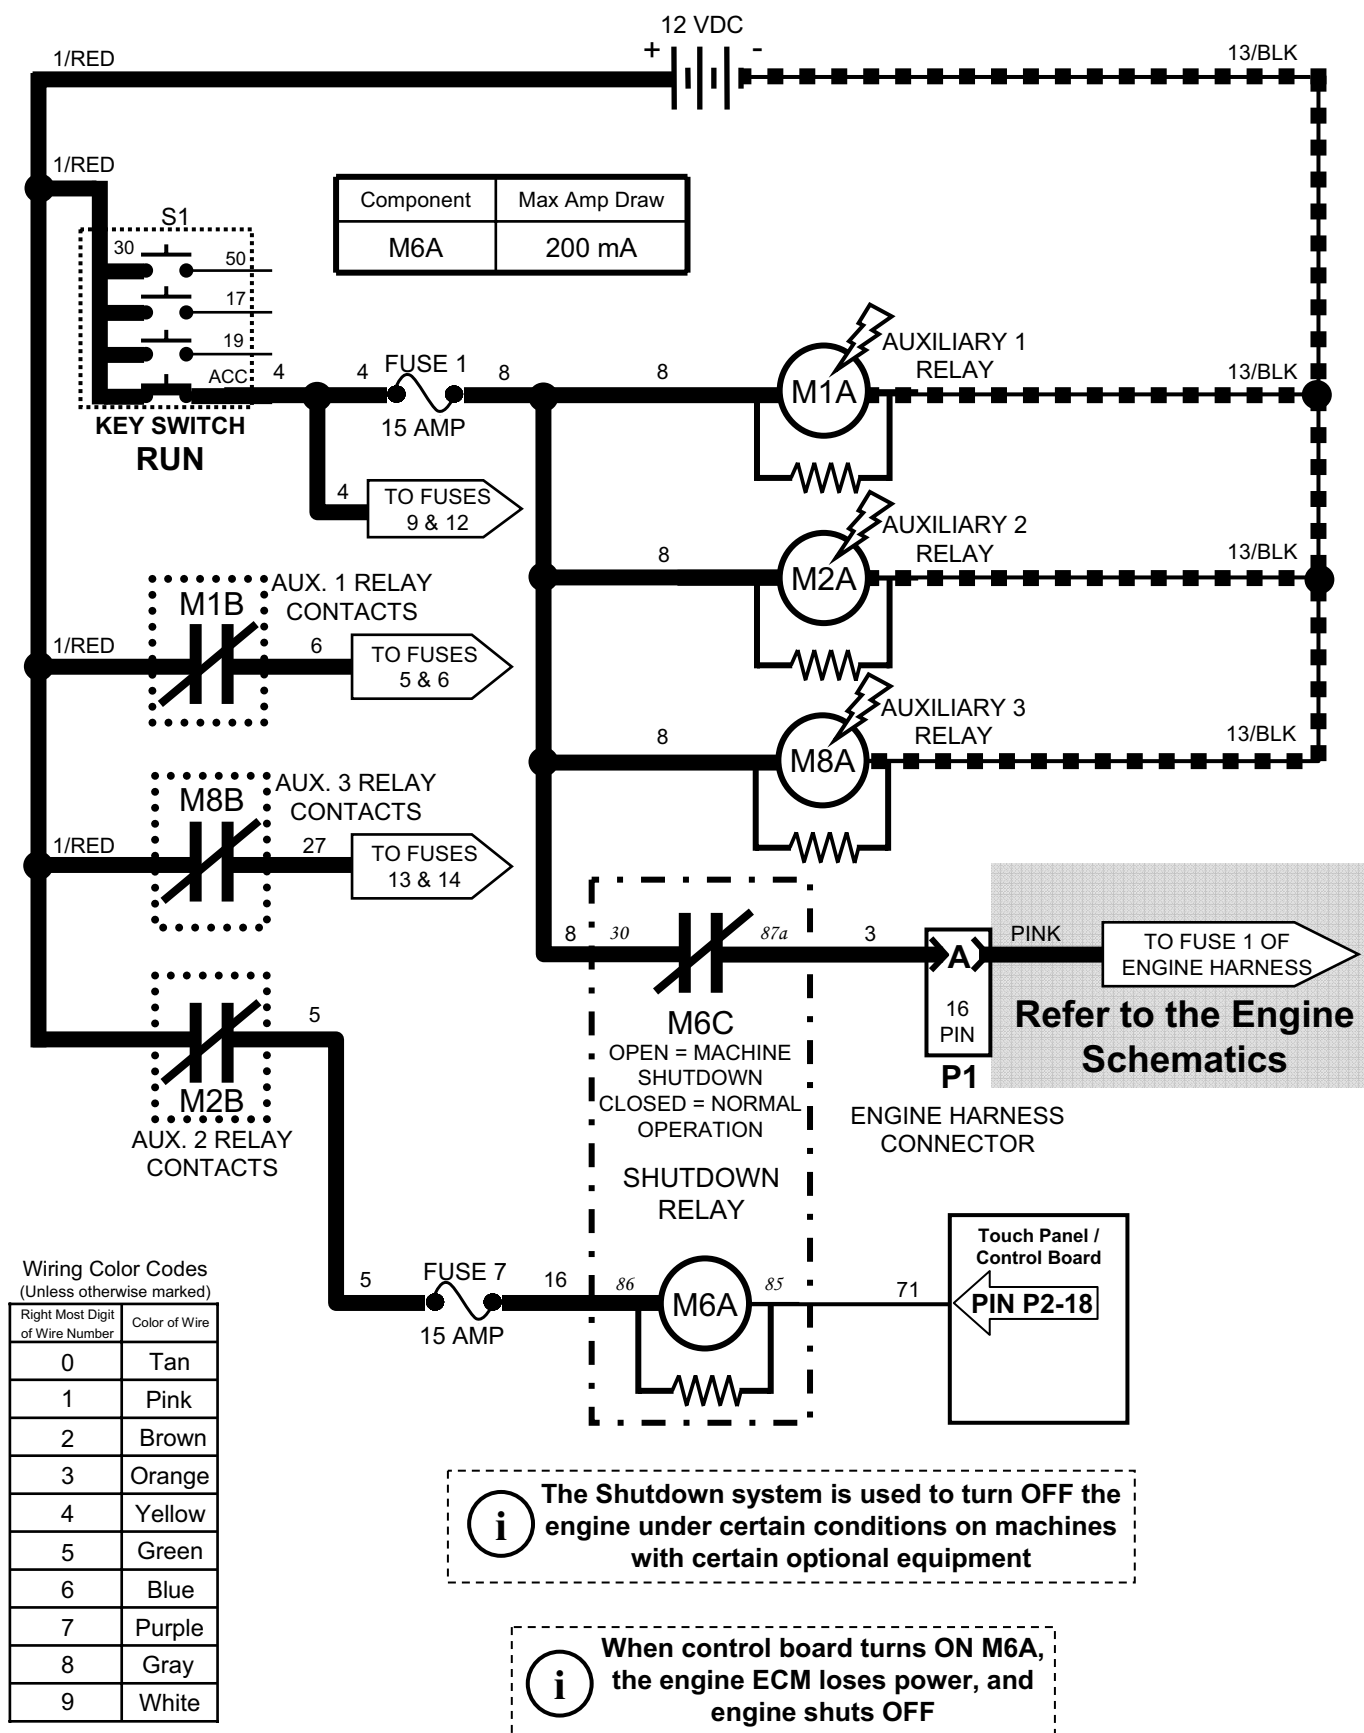 12 VDC
+ -
1/RED
13/BLK
1/RED
Component Max Amp Draw
M6A 200 mA
S1
30
50
17
19
ACC
4
4
FUSE 1
15 AMP
8
8
M1A
AUXILIARY 1
RELAY
13/BLK
KEY SWITCH
RUN
4
TO FUSES
9 & 12
8
M2A
AUXILIARY 2
RELAY
13/BLK
AUX. 1 RELAY
CONTACTS
M1B
1/RED
6
TO FUSES
5 & 6
8
M8A
AUXILIARY 3
RELAY
13/BLK
AUX. 3 RELAY
CONTACTS
M8B
1/RED
27
TO FUSES
13 & 14
8
30
87a
3
A
16
PIN
P1
PINK
TO FUSE 1 OF
ENGINE HARNESS
Refer to the Engine
Schematics
ENGINE HARNESS
CONNECTOR
M6C
OPEN = MACHINE
SHUTDOWN
CLOSED = NORMAL
OPERATION
SHUTDOWN
RELAY
5
M2B
AUX. 2 RELAY
CONTACTS
5
FUSE 7
15 AMP
16
86
M6A
85
71
Touch Panel /
Control Board
PIN P2-18
Wiring Color Codes
(Unless otherwise marked)
Right Most Digit
of Wire Number
Color of Wire
0 Tan
1 Pink
2 Brown
3 Orange
4 Yellow
5 Green
6 Blue
7 Purple
8 Gray
9 White
i
The Shutdown system is used to turn OFF the
engine under certain conditions on machines
with certain optional equipment
i
When control board turns ON M6A,
the engine ECM loses power, and
engine shuts OFF